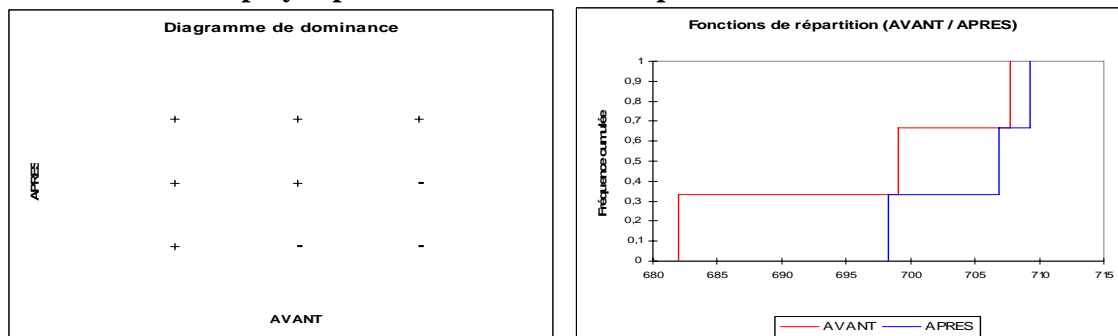 Diagramme de dominance
+ + +
+ + -
+ - -
APRES
AVANT
Fonctions de répartition (AVANT / APRES)
1
0,9
0,8
0,7
0,6
0,5
0,4
0,3
0,2
0,1
0
Fréquence cumulée
680 685 690 695 700 705 710 715
AVANT APRES